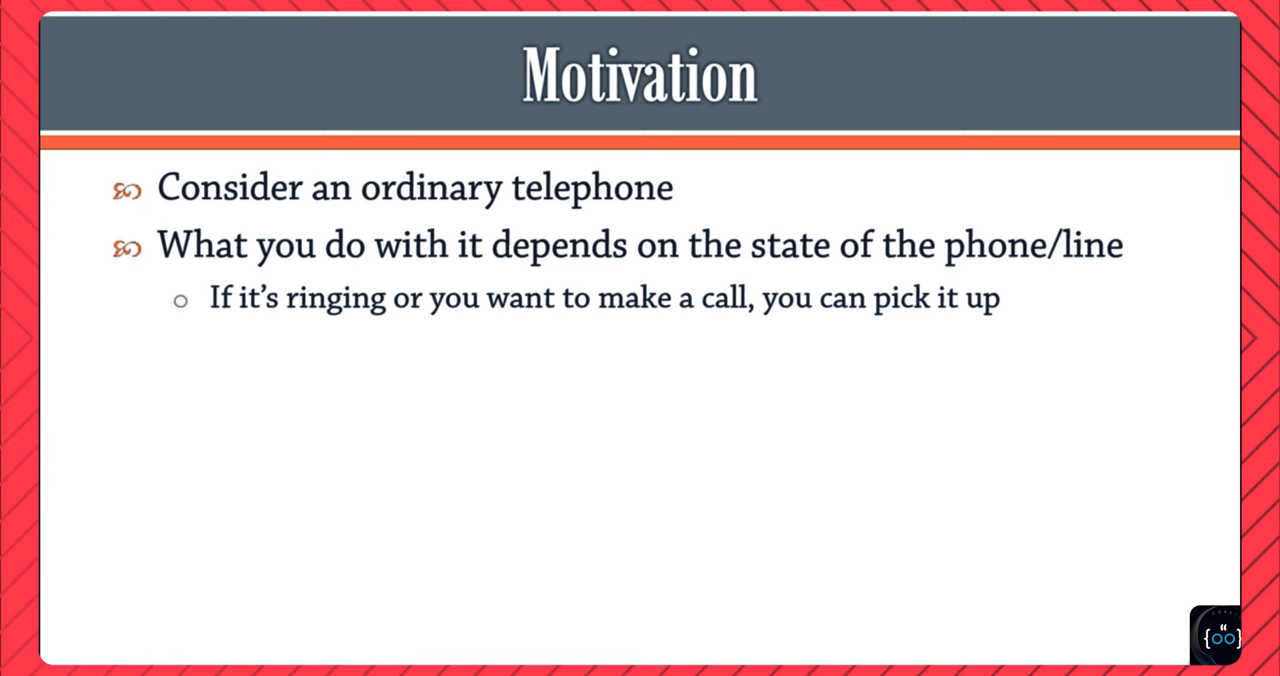 Motivation
Consider an ordinary telephone
What you do with it depends on the state of the phone/line
If it’s ringing or you want to make a call, you can pick it up